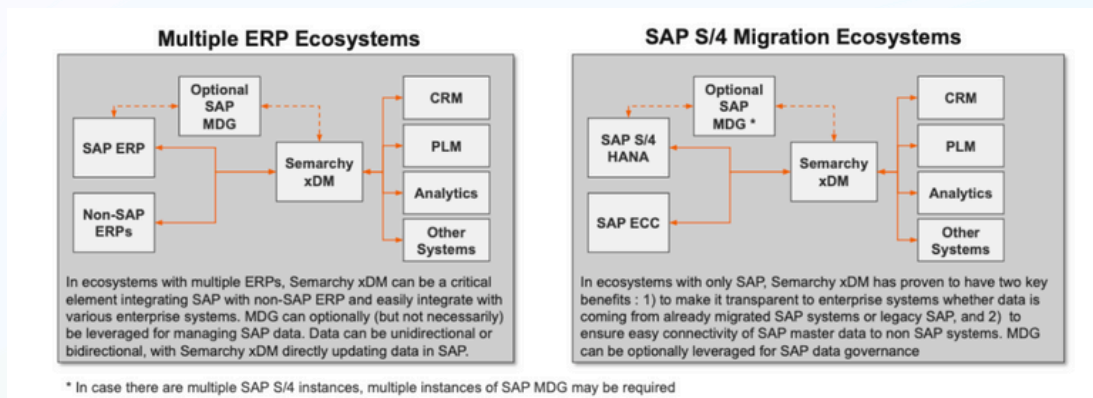 Multiple ERP Ecosystems
Optional
SAP
MDG
SAP ERP
Non-SAP
ERPs
Semarchy
xDM
CRM
PLM
Analytics
Other
Systems
In ecosystems with multiple ERPs, Semarchy xDM can be a critical
element integrating SAP with non-SAP ERP and easily integrate with
various enterprise systems. MDG can optionally (but not necessarily)
be leveraged for managing SAP data. Data can be unidirectional or
bidirectional, with Semarchy xDM directly updating data in SAP.
SAP S/4 Migration Ecosystems
Optional
SAP
MDG *
SAP S/4
HANA
SAP ECC
Semarchy
xDM
CRM
PLM
Analytics
Other
Systems
In ecosystems with only SAP, Semarchy xDM has proven to have two key
benefits : 1) to make it transparent to enterprise systems whether data is
coming from already migrated SAP systems or legacy SAP, and 2)  to
ensure easy connectivity of SAP master data to non SAP systems. MDG
can be optionally leveraged for SAP data governance
* In case there are multiple SAP S/4 instances, multiple instances of SAP MDG may be required